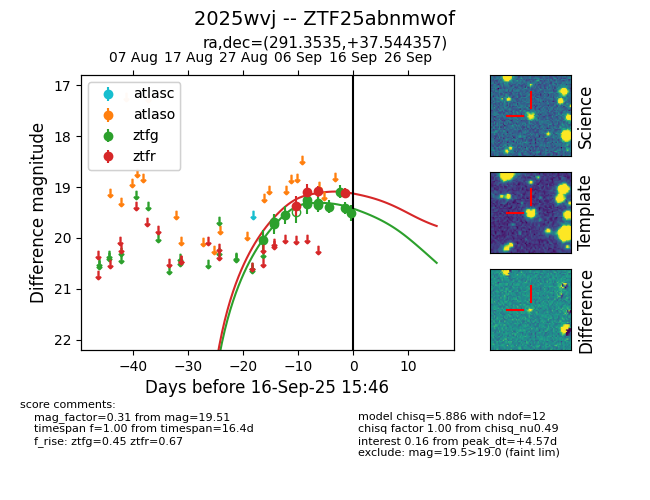 2025wvj -- ZTF25abnmwof
ra,dec=(291.3535,+37.544357)
07 Aug 17 Aug 27 Aug 06 Sep 16 Sep 26 Sep
17
18
19
20
21
22
Difference magnitude
atlasc
atlaso
ztfg
ztfr
−40 −30 −20 −10 0 10
Days before 16-Sep-25 15:46
Science
Template
Difference
score comments:
mag_factor=0.31 from mag=19.51
timespan f=1.00 from timespan=16.4d
f_rise: ztfg=0.45 ztfr=0.67
model chisq=5.886 with ndof=12
chisq factor 1.00 from chisq_nu0.49
interest 0.16 from peak_dt=+4.57d
exclude: mag=19.5>19.0 (faint lim)